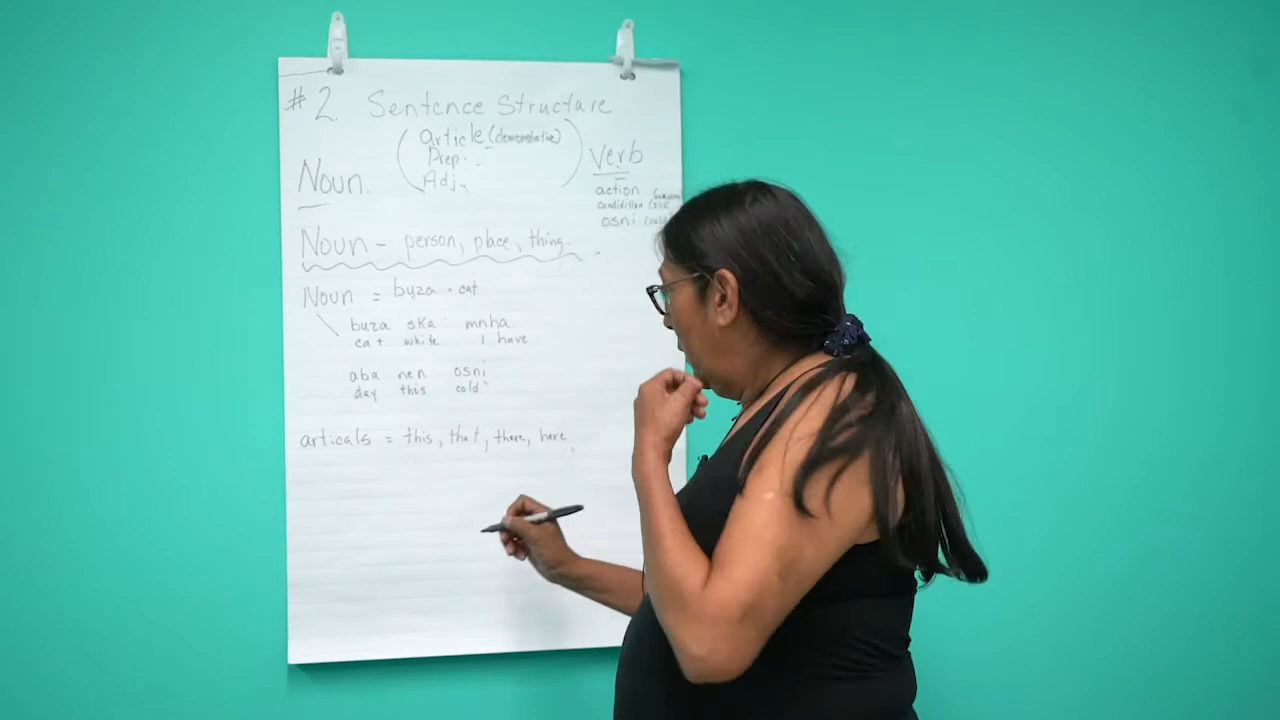 #2. Sentence Structure
(Article (demonstrative)
Prep.
Adj.)
Noun.
Verb
action
condidition
osni
Noun - person, place, thing.
Noun = buza = cat
buza ska mnha.
cat white I have
aba nen osni
day this cold
articals = this, that, there, here,